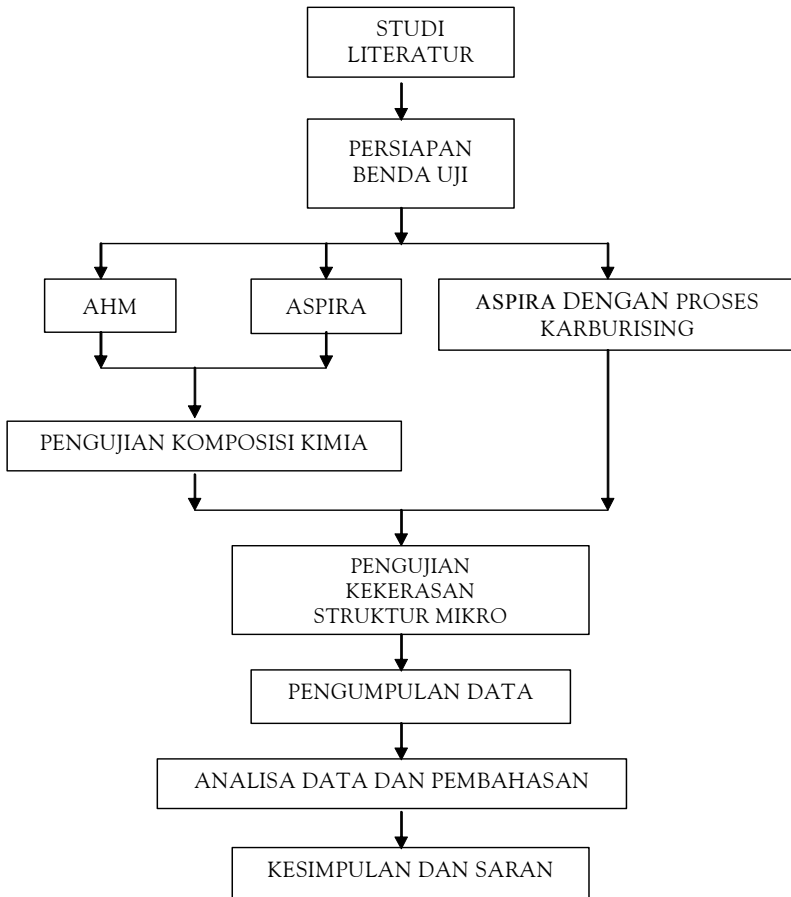 STUDI
LITERATUR
PERSIAPAN
BENDA UJI
AHM
ASPIRA
ASPIRA DENGAN PROSES
KARBURISING
PENGUJIAN KOMPOSISI KIMIA
PENGUJIAN
KEKERASAN
STRUKTUR MIKRO
PENGUMPULAN DATA
ANALISA DATA DAN PEMBAHASAN
KESIMPULAN DAN SARAN